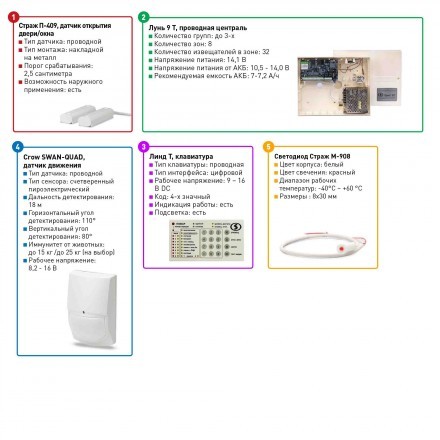 1
Страж П-409, датчик открытия
двери/окна
• Тип датчика: проводной
• Тип монтажа: накладной
на металл
• Порог срабатывания:
2,5 сантиметра
• Возможность наружного
применения: есть
2
Лунь 9 Т, проводная централь
• Количество групп: до 3-х
• Количество зон: 8
• Количество извещателей в зоне: 32
• Напряжение питания: 14,1 В
• Напряжение питания от АКБ: 10,5 - 14,0 В
• Рекомендуемая емкость АКБ: 7-7,2 А/ч
4
Crow SWAN-QUAD,
датчик движения
• Тип датчика: проводной
• Тип сенсора: счетверенный
пироэлектрический
• Дальность детектирования:
18 м
• Горизонтальный угол
детектирования: 110°
• Вертикальный угол
детектирования: 80°
• Иммунитет от животных:
до 15 кг /до 25 кг (на выбор)
• Рабочее напряжение:
8,2 - 16 В
3
Линд Т, клавиатура
• Тип клавиатуры: проводной
• Тип интерфейса: цифровой
• Рабочее напряжение: 9 – 16
В DC
• Код: 4-х значный
• Индикация работы: есть
• Подсветка: есть
5
Светодиод Страж М-908
• Цвет корпуса: белый
• Цвет свечения: красный
• Диапазон рабочих
температур: -40°C ~ +60 °C
• Размеры : 8х30 мм